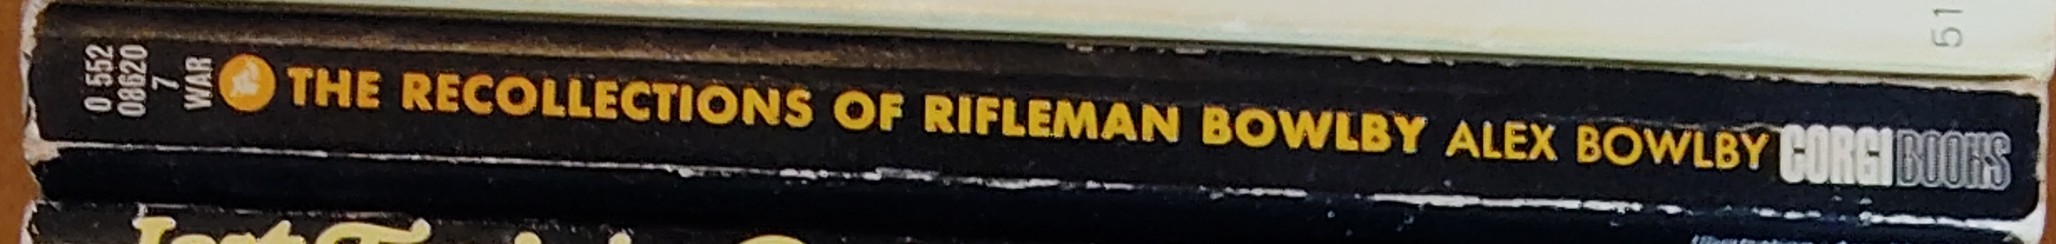 0 552
08620
7
WAR
THE RECOLLECTIONS OF RIFLEMAN BOWLBY ALEX BOWLBY CORGI BOOKS
51